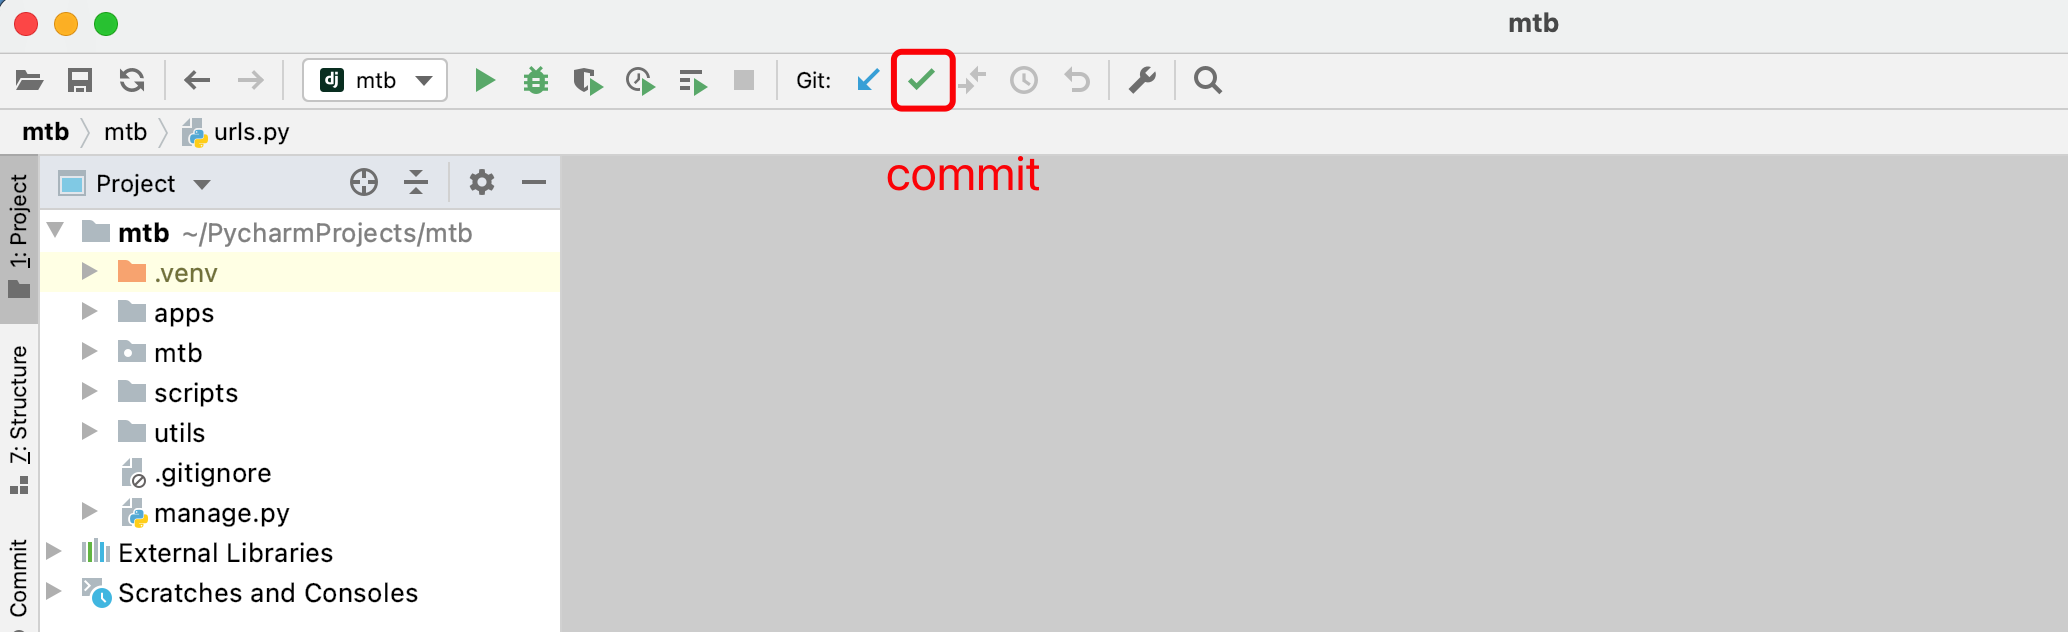 mtb
dj mtb Git:
mtb mtb urls.py
commit
1: Project
Z: Structure
Commit
Project
mtb ~/PycharmProjects/mtb
.venv
apps
mtb
scripts
utils
.gitignore
manage.py
External Libraries
Scratches and Consoles